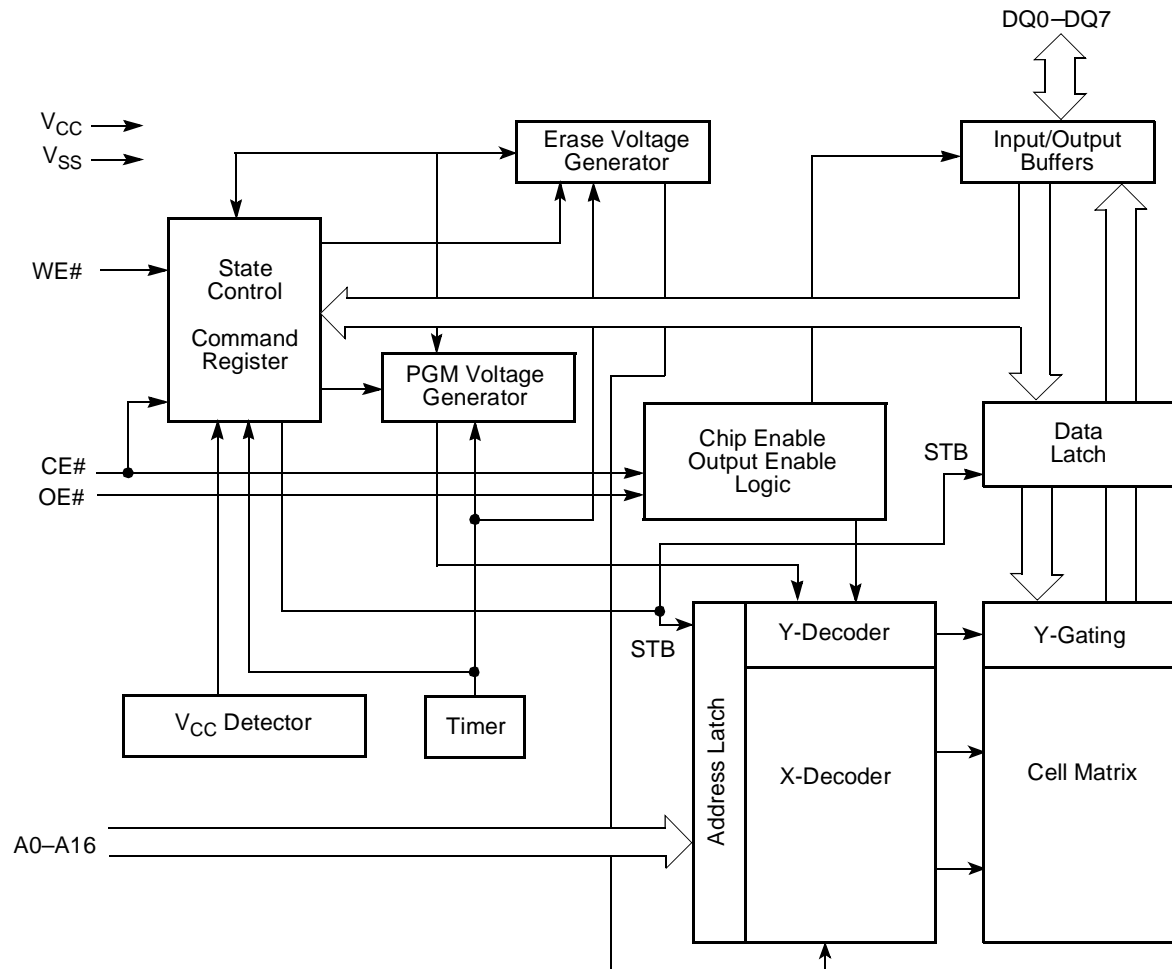 DQ0–DQ7
VCC
VSS
Erase Voltage
Generator
Input/Output
Buffers
WE#
State
Control
Command
Register
PGM Voltage
Generator
Chip Enable
Output Enable
Logic
Data
Latch
STB
CE#
OE#
STB
Y-Decoder
Y-Gating
VCC Detector
Timer
Address Latch
X-Decoder
Cell Matrix
A0–A16